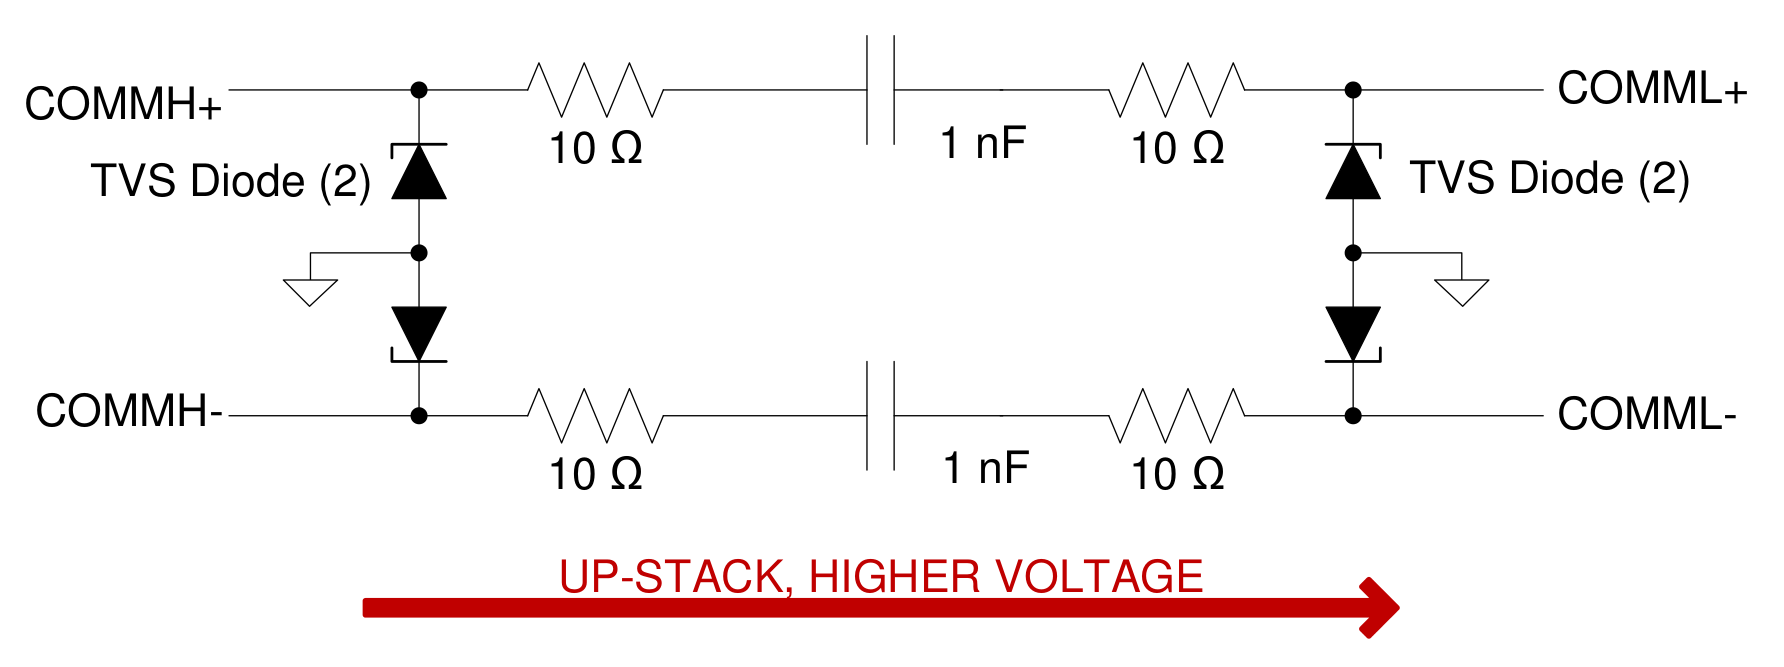 COMMH+
COMML+
10 Ω
1 nF
10 Ω
TVS Diode (2)
TVS Diode (2)
COMMH-
COMML-
10 Ω
1 nF
10 Ω
UP-STACK, HIGHER VOLTAGE